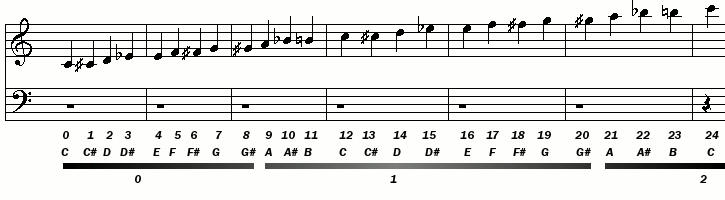 0 1 2 3 4 5 6 7 8 9 10 11 12 13 14 15 16 17 18 19 20 21 22 23 24
C C# D D# E F F# G G# A A# B C C# D D# E F F# G G# A A# B C
0 1 2